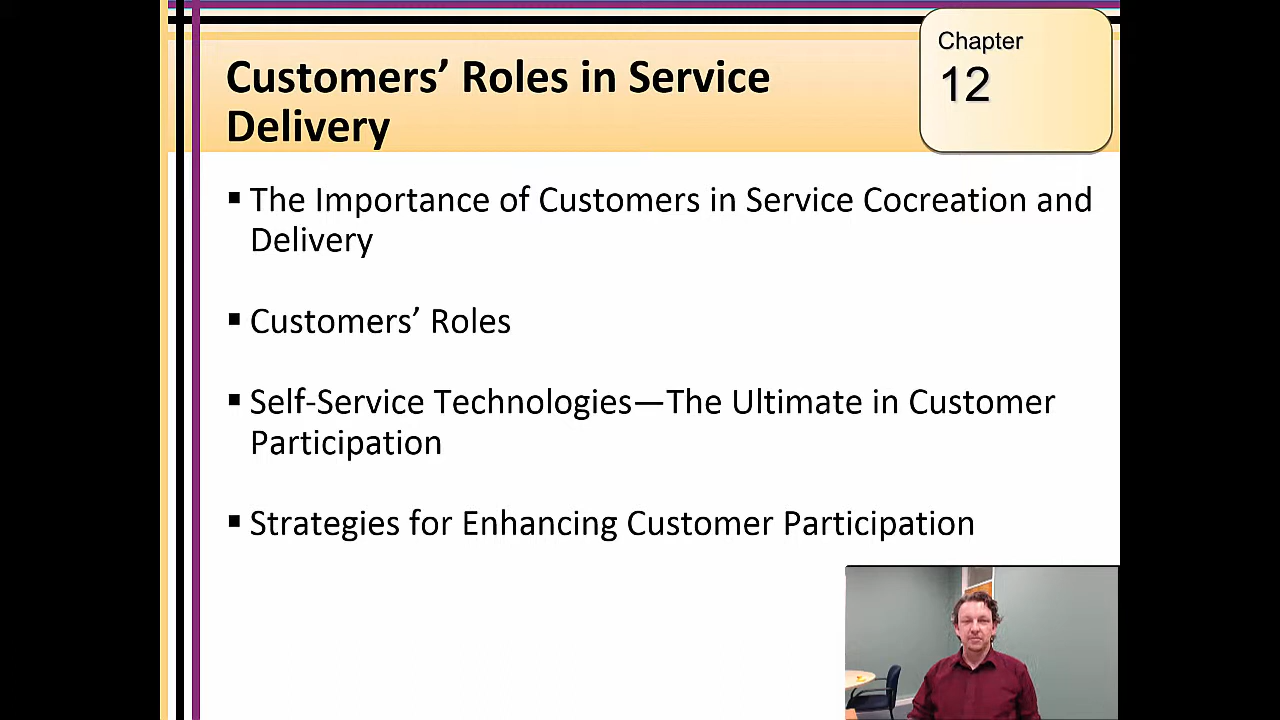 Chapter
12
Customers’ Roles in Service
Delivery
▪ The Importance of Customers in Service Cocreation and
Delivery
▪ Customers’ Roles
▪ Self-Service Technologies—The Ultimate in Customer
Participation
▪ Strategies for Enhancing Customer Participation